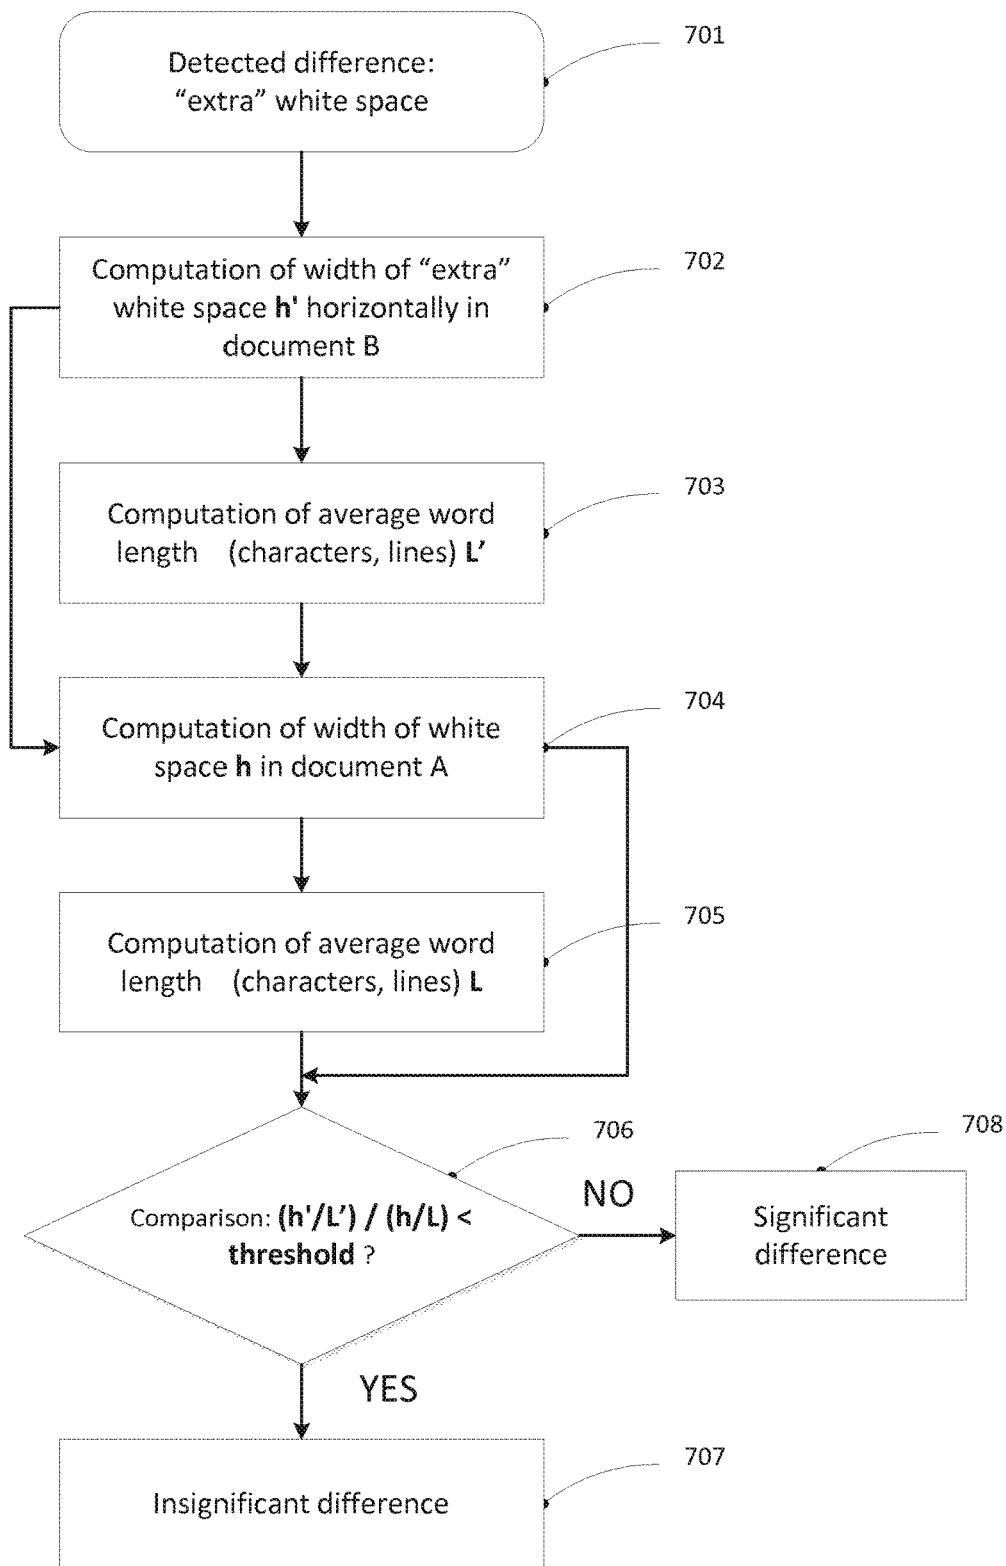 701
Detected difference:
“extra” white space
702
Computation of width of “extra”
white space h' horizontally in
document B
703
Computation of average word
length (characters, lines) L’
704
Computation of width of white
space h in document A
705
Computation of average word
length (characters, lines) L
706
Comparison: (h'/L’) / (h/L) <
threshold ?
NO
708
Significant
difference
YES
707
Insignificant difference